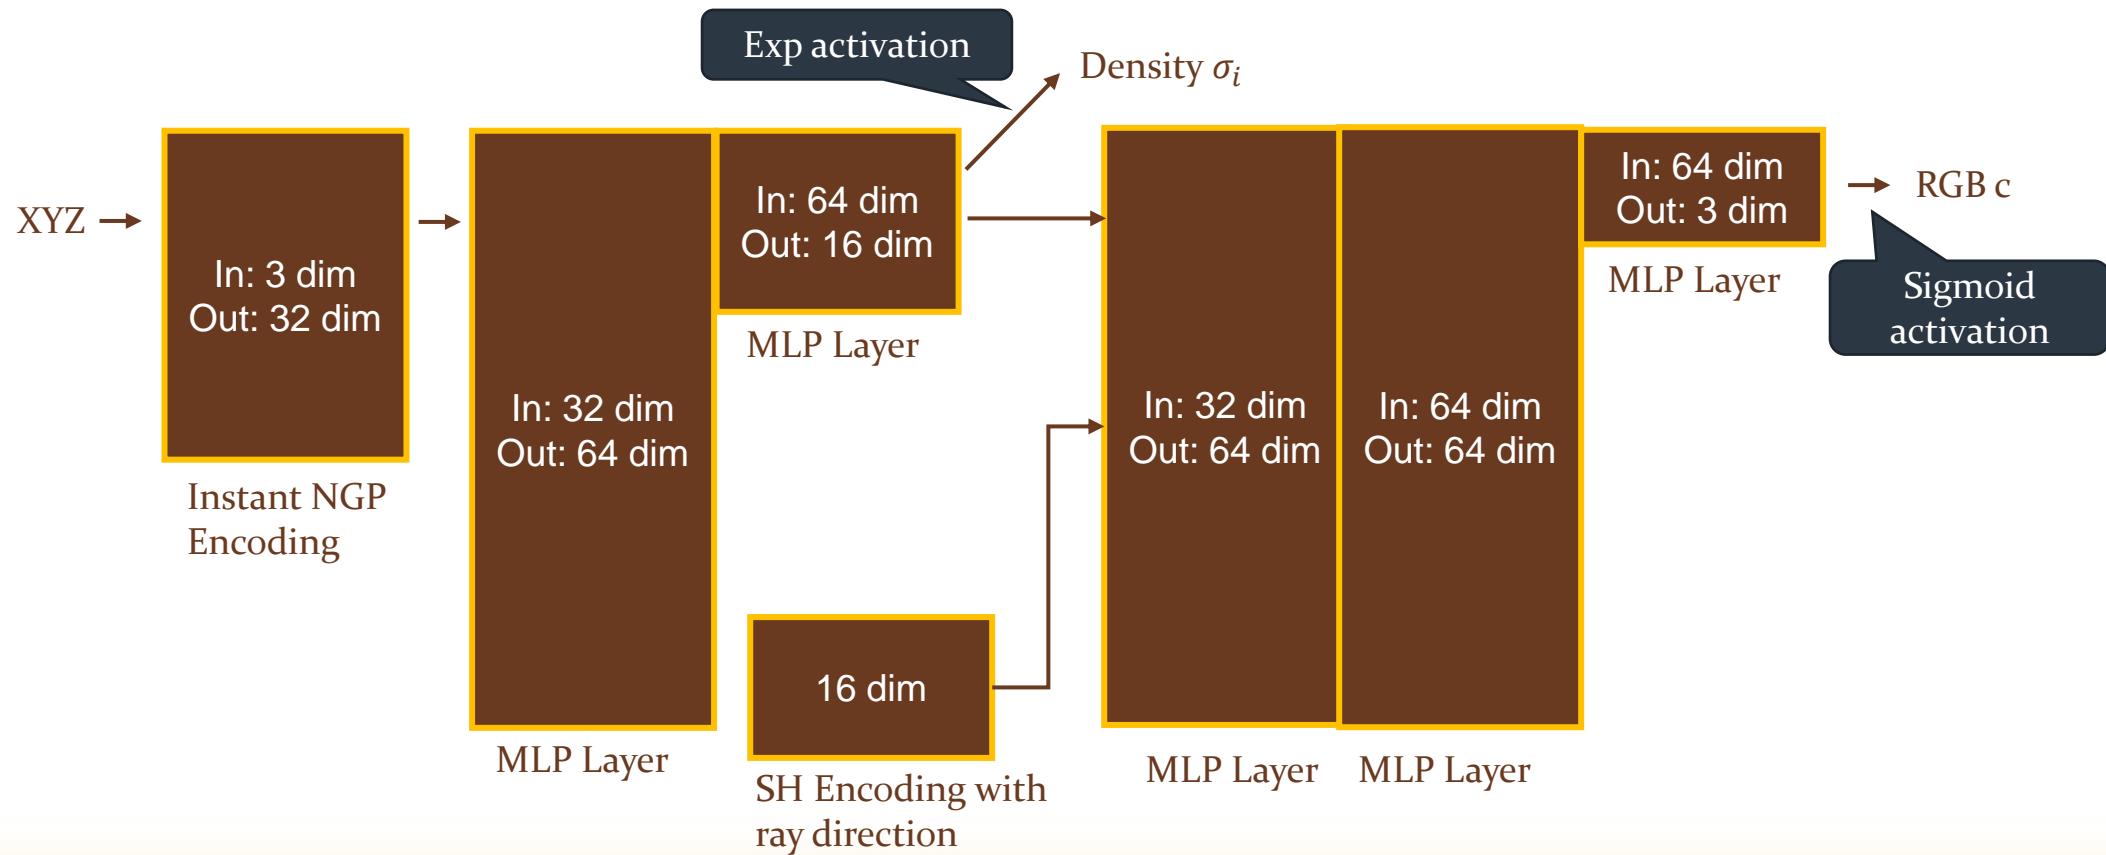 Exp activation
Density σᵢ
XYZ
In: 3 dim
Out: 32 dim
Instant NGP
Encoding
In: 32 dim
Out: 64 dim
MLP Layer
In: 64 dim
Out: 16 dim
MLP Layer
16 dim
SH Encoding with
ray direction
In: 32 dim
Out: 64 dim
MLP Layer
In: 64 dim
Out: 64 dim
MLP Layer
In: 64 dim
Out: 3 dim
MLP Layer
RGB c
Sigmoid
activation